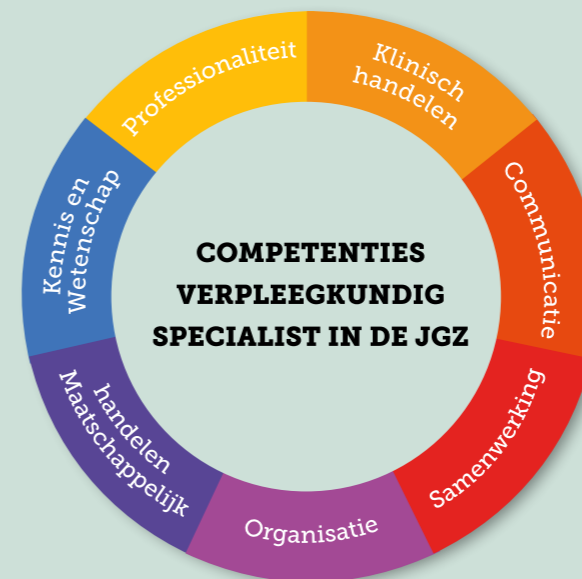 COMPETENTIES
VERPLEEGKUNDIG
SPECIALIST IN DE JGZ
Klinisch
handelen
Communicatie
Samenwerking
Organisatie
Maatschappelijk
handelen
Kennis en
Wetenschap
Professionaliteit